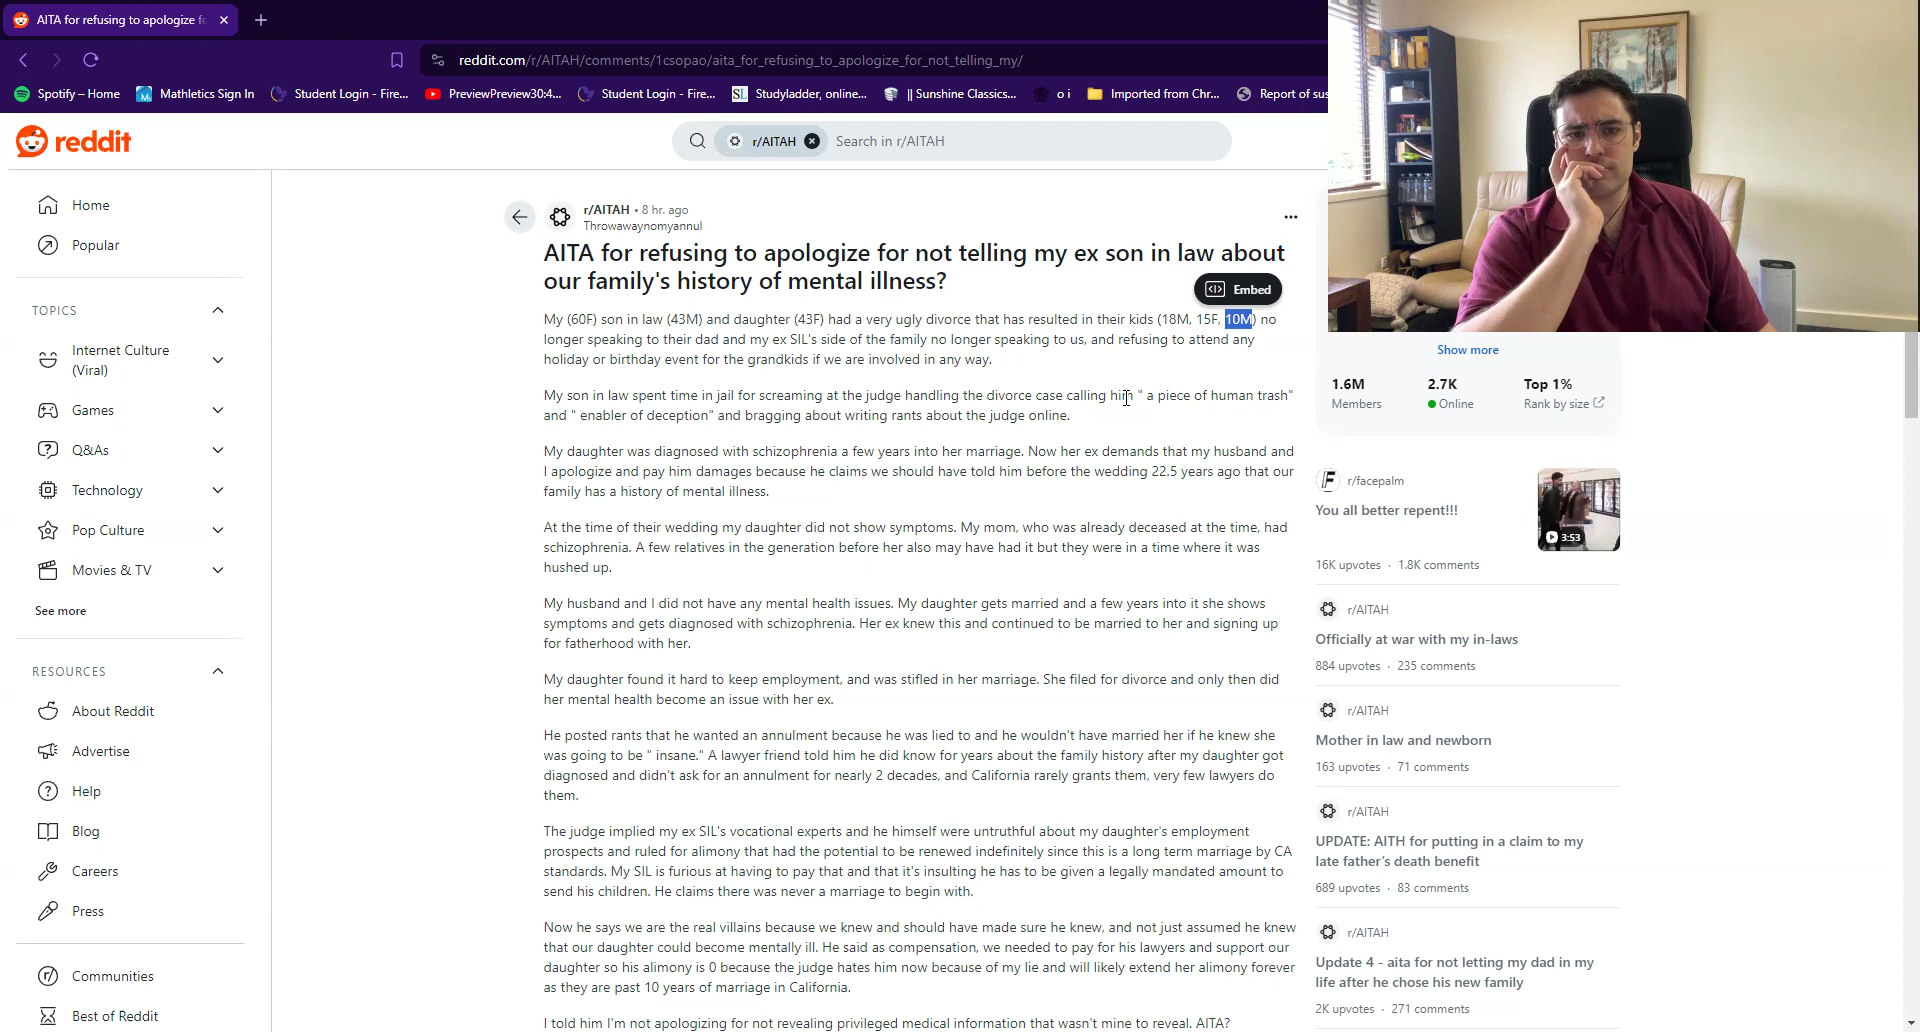 AITA for refusing to apologize fo
reddit.com/r/AITAH/comments/1csopao/aita_for_refusing_to_apologize_for_not_telling_my/
Spotify – Home
Mathletics Sign In
Student Login - Fire...
PreviewPreview30:4...
Student Login - Fire...
SL Studyladder, online...
|| Sunshine Classics...
o i
Imported from Chr...
Report of sus
reddit
r/AITAH
Search in r/AITAH
Home
Popular
TOPICS
Internet Culture
(Viral)
Games
Q&As
Technology
Pop Culture
Movies & TV
See more
RESOURCES
About Reddit
Advertise
Help
Blog
Careers
Press
Communities
Best of Reddit
r/AITAH • 8 hr. ago
Throwawaynomyannul
AITA for refusing to apologize for not telling my ex son in law about
our family's history of mental illness?
Embed
My (60F) son in law (43M) and daughter (43F) had a very ugly divorce that has resulted in their kids (18M, 15F, 10M) no
longer speaking to their dad and my ex SIL's side of the family no longer speaking to us, and refusing to attend any
holiday or birthday event for the grandkids if we are involved in any way.
My son in law spent time in jail for screaming at the judge handling the divorce case calling him " a piece of human trash"
and " enabler of deception" and bragging about writing rants about the judge online.
My daughter was diagnosed with schizophrenia a few years into her marriage. Now her ex demands that my husband and
I apologize and pay him damages because he claims we should have told him before the wedding 22.5 years ago that our
family has a history of mental illness.
At the time of their wedding my daughter did not show symptoms. My mom, who was already deceased at the time, had
schizophrenia. A few relatives in the generation before her also may have had it but they were in a time where it was
hushed up.
My husband and I did not have any mental health issues. My daughter gets married and a few years into it she shows
symptoms and gets diagnosed with schizophrenia. Her ex knew this and continued to be married to her and signing up
for fatherhood with her.
My daughter found it hard to keep employment, and was stifled in her marriage. She filed for divorce and only then did
her mental health become an issue with her ex.
He posted rants that he wanted an annulment because he was lied to and he wouldn't have married her if he knew she
was going to be " insane." A lawyer friend told him he did know for years about the family history after my daughter got
diagnosed and didn't ask for an annulment for nearly 2 decades, and California rarely grants them, very few lawyers do
them.
The judge implied my ex SIL's vocational experts and he himself were untruthful about my daughter's employment
prospects and ruled for alimony that had the potential to be renewed indefinitely since this is a long term marriage by CA
standards. My SIL is furious at having to pay that and that it's insulting he has to be given a legally mandated amount to
send his children. He claims there was never a marriage to begin with.
Now he says we are the real villains because we knew and should have made sure he knew, and not just assumed he knew
that our daughter could become mentally ill. He said as compensation, we needed to pay for his lawyers and support our
daughter so his alimony is 0 because the judge hates him now because of my lie and will likely extend her alimony forever
as they are past 10 years of marriage in California.
I told him I'm not apologizing for not revealing privileged medical information that wasn't mine to reveal. AITA?
Show more
1.6M
Members
2.7K
Online
Top 1%
Rank by size
r/facepalm
You all better repent!!!
3:53
16K upvotes · 1.8K comments
r/AITAH
Officially at war with my in-laws
884 upvotes · 235 comments
r/AITAH
Mother in law and newborn
163 upvotes · 71 comments
r/AITAH
UPDATE: AITH for putting in a claim to my
late father's death benefit
689 upvotes · 83 comments
r/AITAH
Update 4 - aita for not letting my dad in my
life after he chose his new family
2K upvotes · 271 comments